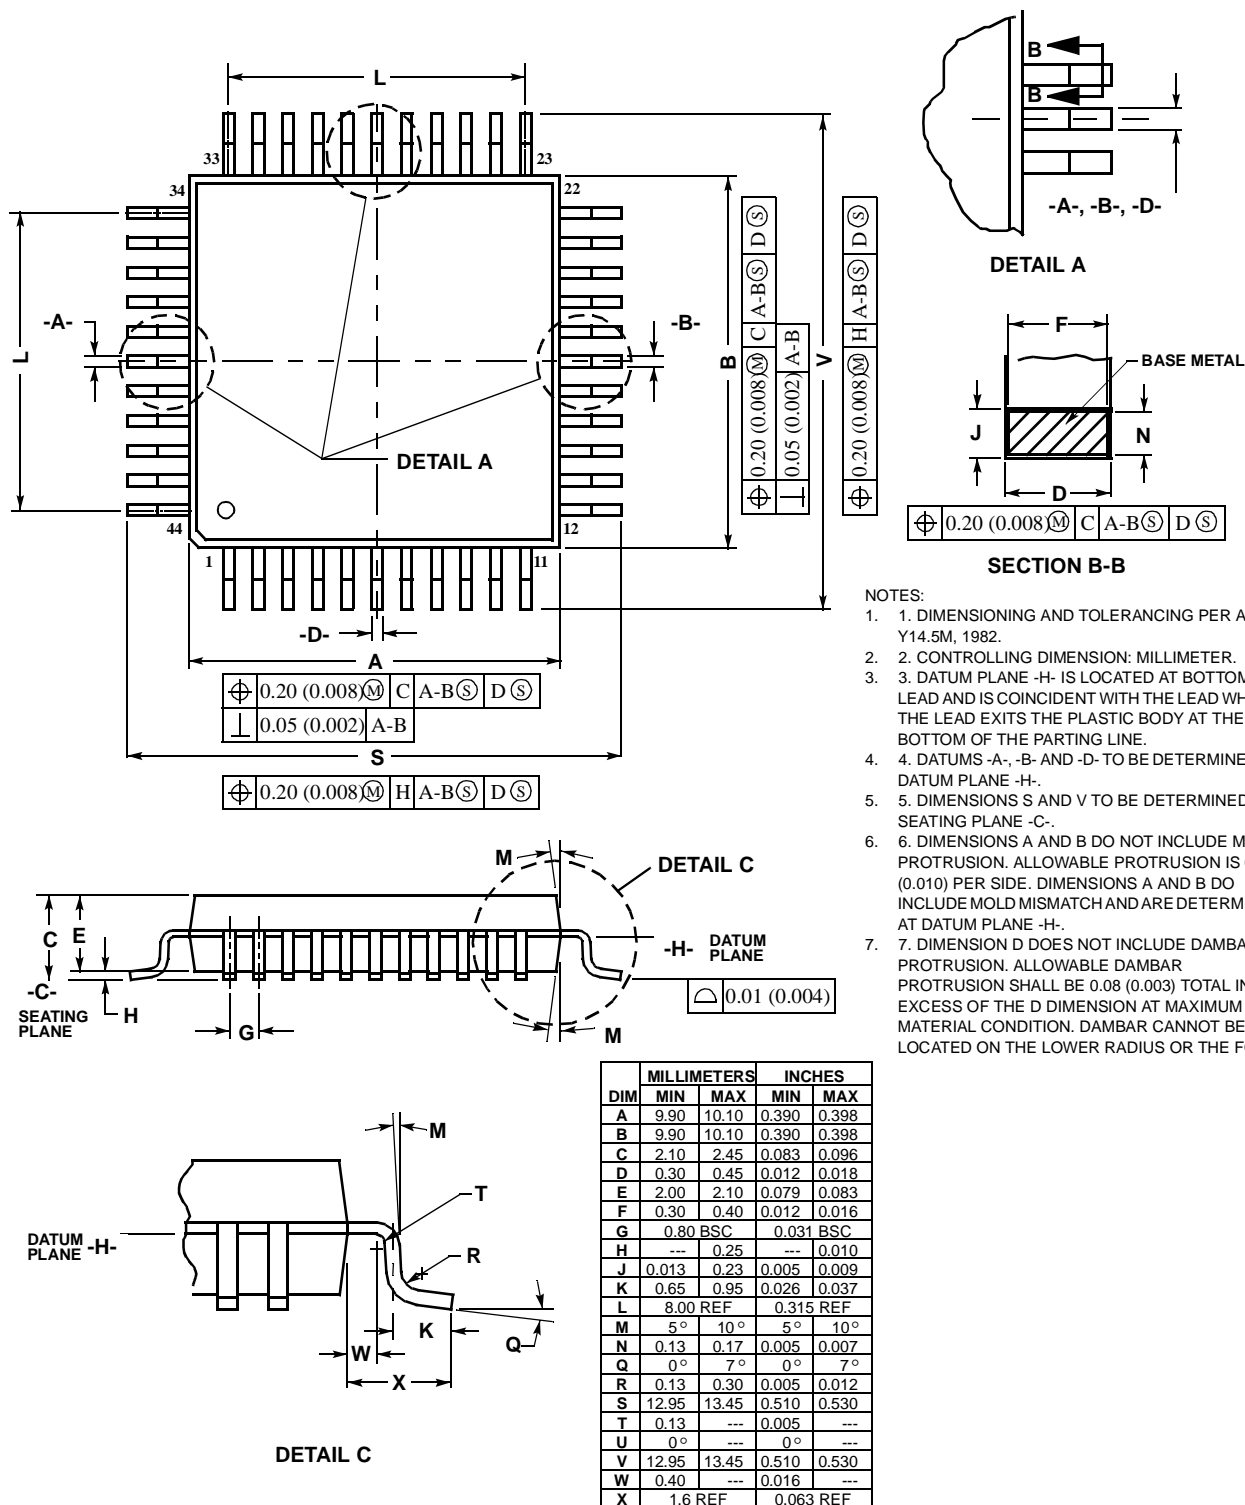 L
33
23
34
22
-A-
-B-
L
B
V
DETAIL A
44
12
1
11
-D-
A
⌖ 0.20 (0.008) Ⓜ C A-B Ⓢ D Ⓢ
⊥ 0.05 (0.002) A-B
S
⌖ 0.20 (0.008) Ⓜ H A-B Ⓢ D Ⓢ
⌖ 0.20 (0.008) Ⓜ C A-B Ⓢ D Ⓢ
⊥ 0.05 (0.002) A-B
⌖ 0.20 (0.008) Ⓜ H A-B Ⓢ D Ⓢ
B
B
-A-, -B-, -D-
DETAIL A
F
BASE METAL
J
N
D
⌖ 0.20 (0.008) Ⓜ C A-B Ⓢ D Ⓢ
SECTION B-B
NOTES:
1. 1. DIMENSIONING AND TOLERANCING PER A
Y14.5M, 1982.
2. 2. CONTROLLING DIMENSION: MILLIMETER.
3. 3. DATUM PLANE -H- IS LOCATED AT BOTTOM
LEAD AND IS COINCIDENT WITH THE LEAD WH
THE LEAD EXITS THE PLASTIC BODY AT THE
BOTTOM OF THE PARTING LINE.
4. 4. DATUMS -A-, -B- AND -D- TO BE DETERMINE
DATUM PLANE -H-.
5. 5. DIMENSIONS S AND V TO BE DETERMINED
SEATING PLANE -C-.
6. 6. DIMENSIONS A AND B DO NOT INCLUDE M
PROTRUSION. ALLOWABLE PROTRUSION IS
(0.010) PER SIDE. DIMENSIONS A AND B DO
INCLUDE MOLD MISMATCH AND ARE DETERM
AT DATUM PLANE -H-.
7. 7. DIMENSION D DOES NOT INCLUDE DAMBA
PROTRUSION. ALLOWABLE DAMBAR
PROTRUSION SHALL BE 0.08 (0.003) TOTAL IN
EXCESS OF THE D DIMENSION AT MAXIMUM
MATERIAL CONDITION. DAMBAR CANNOT BE
LOCATED ON THE LOWER RADIUS OR THE F
M
DETAIL C
C
E
-H- DATUM
PLANE
-C-
SEATING
PLANE
H
G
M
⌓ 0.01 (0.004)
M
T
DATUM
PLANE -H-
R
K
W
Q
X
DETAIL C
MILLIMETERS INCHES
DIM MIN MAX MIN MAX
A 9.90 10.10 0.390 0.398
B 9.90 10.10 0.390 0.398
C 2.10 2.45 0.083 0.096
D 0.30 0.45 0.012 0.018
E 2.00 2.10 0.079 0.083
F 0.30 0.40 0.012 0.016
G 0.80 BSC 0.031 BSC
H --- 0.25 --- 0.010
J 0.013 0.23 0.005 0.009
K 0.65 0.95 0.026 0.037
L 8.00 REF 0.315 REF
M 5° 10° 5° 10°
N 0.13 0.17 0.005 0.007
Q 0° 7° 0° 7°
R 0.13 0.30 0.005 0.012
S 12.95 13.45 0.510 0.530
T 0.13 --- 0.005 ---
U 0° --- 0° ---
V 12.95 13.45 0.510 0.530
W 0.40 --- 0.016 ---
X 1.6 REF 0.063 REF